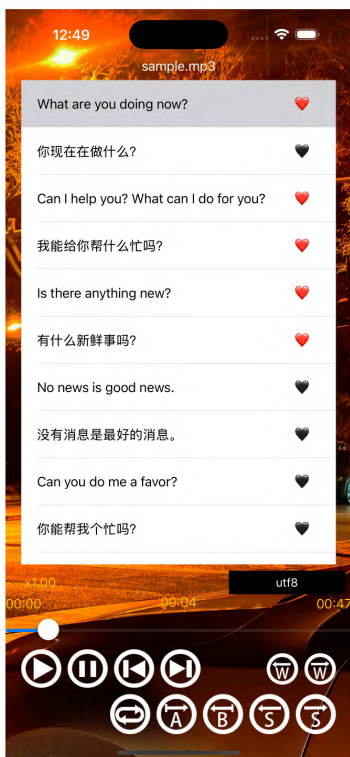 12:49
sample.mp3
What are you doing now?
你现在在做什么?
Can I help you? What can I do for you?
我能给你帮什么忙吗?
Is there anything new?
有什么新鲜事吗?
No news is good news.
没有消息是最好的消息。
Can you do me a favor?
你能帮我个忙吗?
x1.00
utf8
00:00
00:04
00:47
W
W
A
B
S
S